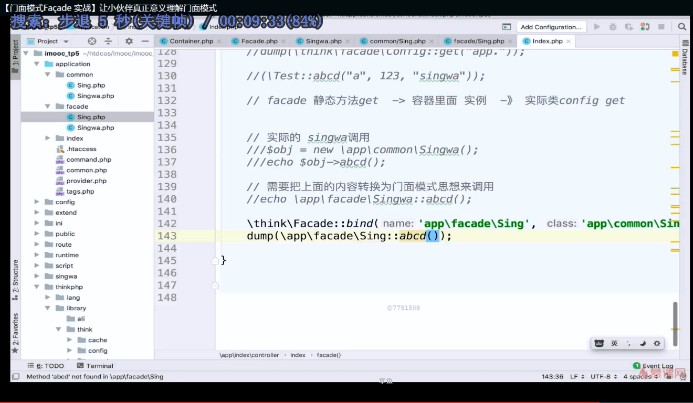 【门面模式Façade 实战】让小伙伴真正意义理解门面模式
搜索: 步退 5 秒(关键帧) / 00:09:33(84%)
Add Configuration...
Project
Container.php
Facade.php
Singwa.php
common/Sing.php
facade/Sing.php
Index.php
imooc_tp5 ~/htdocs/imooc/imooc
application
common
Sing.php
Singwa.php
facade
Sing.php
Singwa.php
index
.htaccess
command.php
common.php
provider.php
tags.php
config
extend
ini
public
route
runtime
script
singwa
thinkphp
lang
library
ali
think
cache
config
1: Project
2: Structure
2: Favorites
Database
128 //dump(\think\facade\Config::get("app."));
129
130 //(\Test::abcd("a", 123, "singwa"));
131
132 // facade 静态方法get -> 容器里面 实例 -》 实际类config get
133
134
135 // 实际的 singwa调用
136 ///$obj = new \app\common\Singwa();
137 ///echo $obj->abcd();
138
139 // 需要把上面的内容转换为门面模式思想来调用
140 //echo \app\facade\Singwa::abcd();
141
142 \think\Facade::bind( name: 'app\facade\Sing', class: 'app\common\Sin
143 dump(\app\facade\Sing::abcd());
144
145 }
146
147
148
英
\app\index\controller › Index › facade()
6: TODO
Terminal
1 Event Log
Method 'abcd' not found in \app\facade\Sing
143:36 LF UTF-8 4 spaces